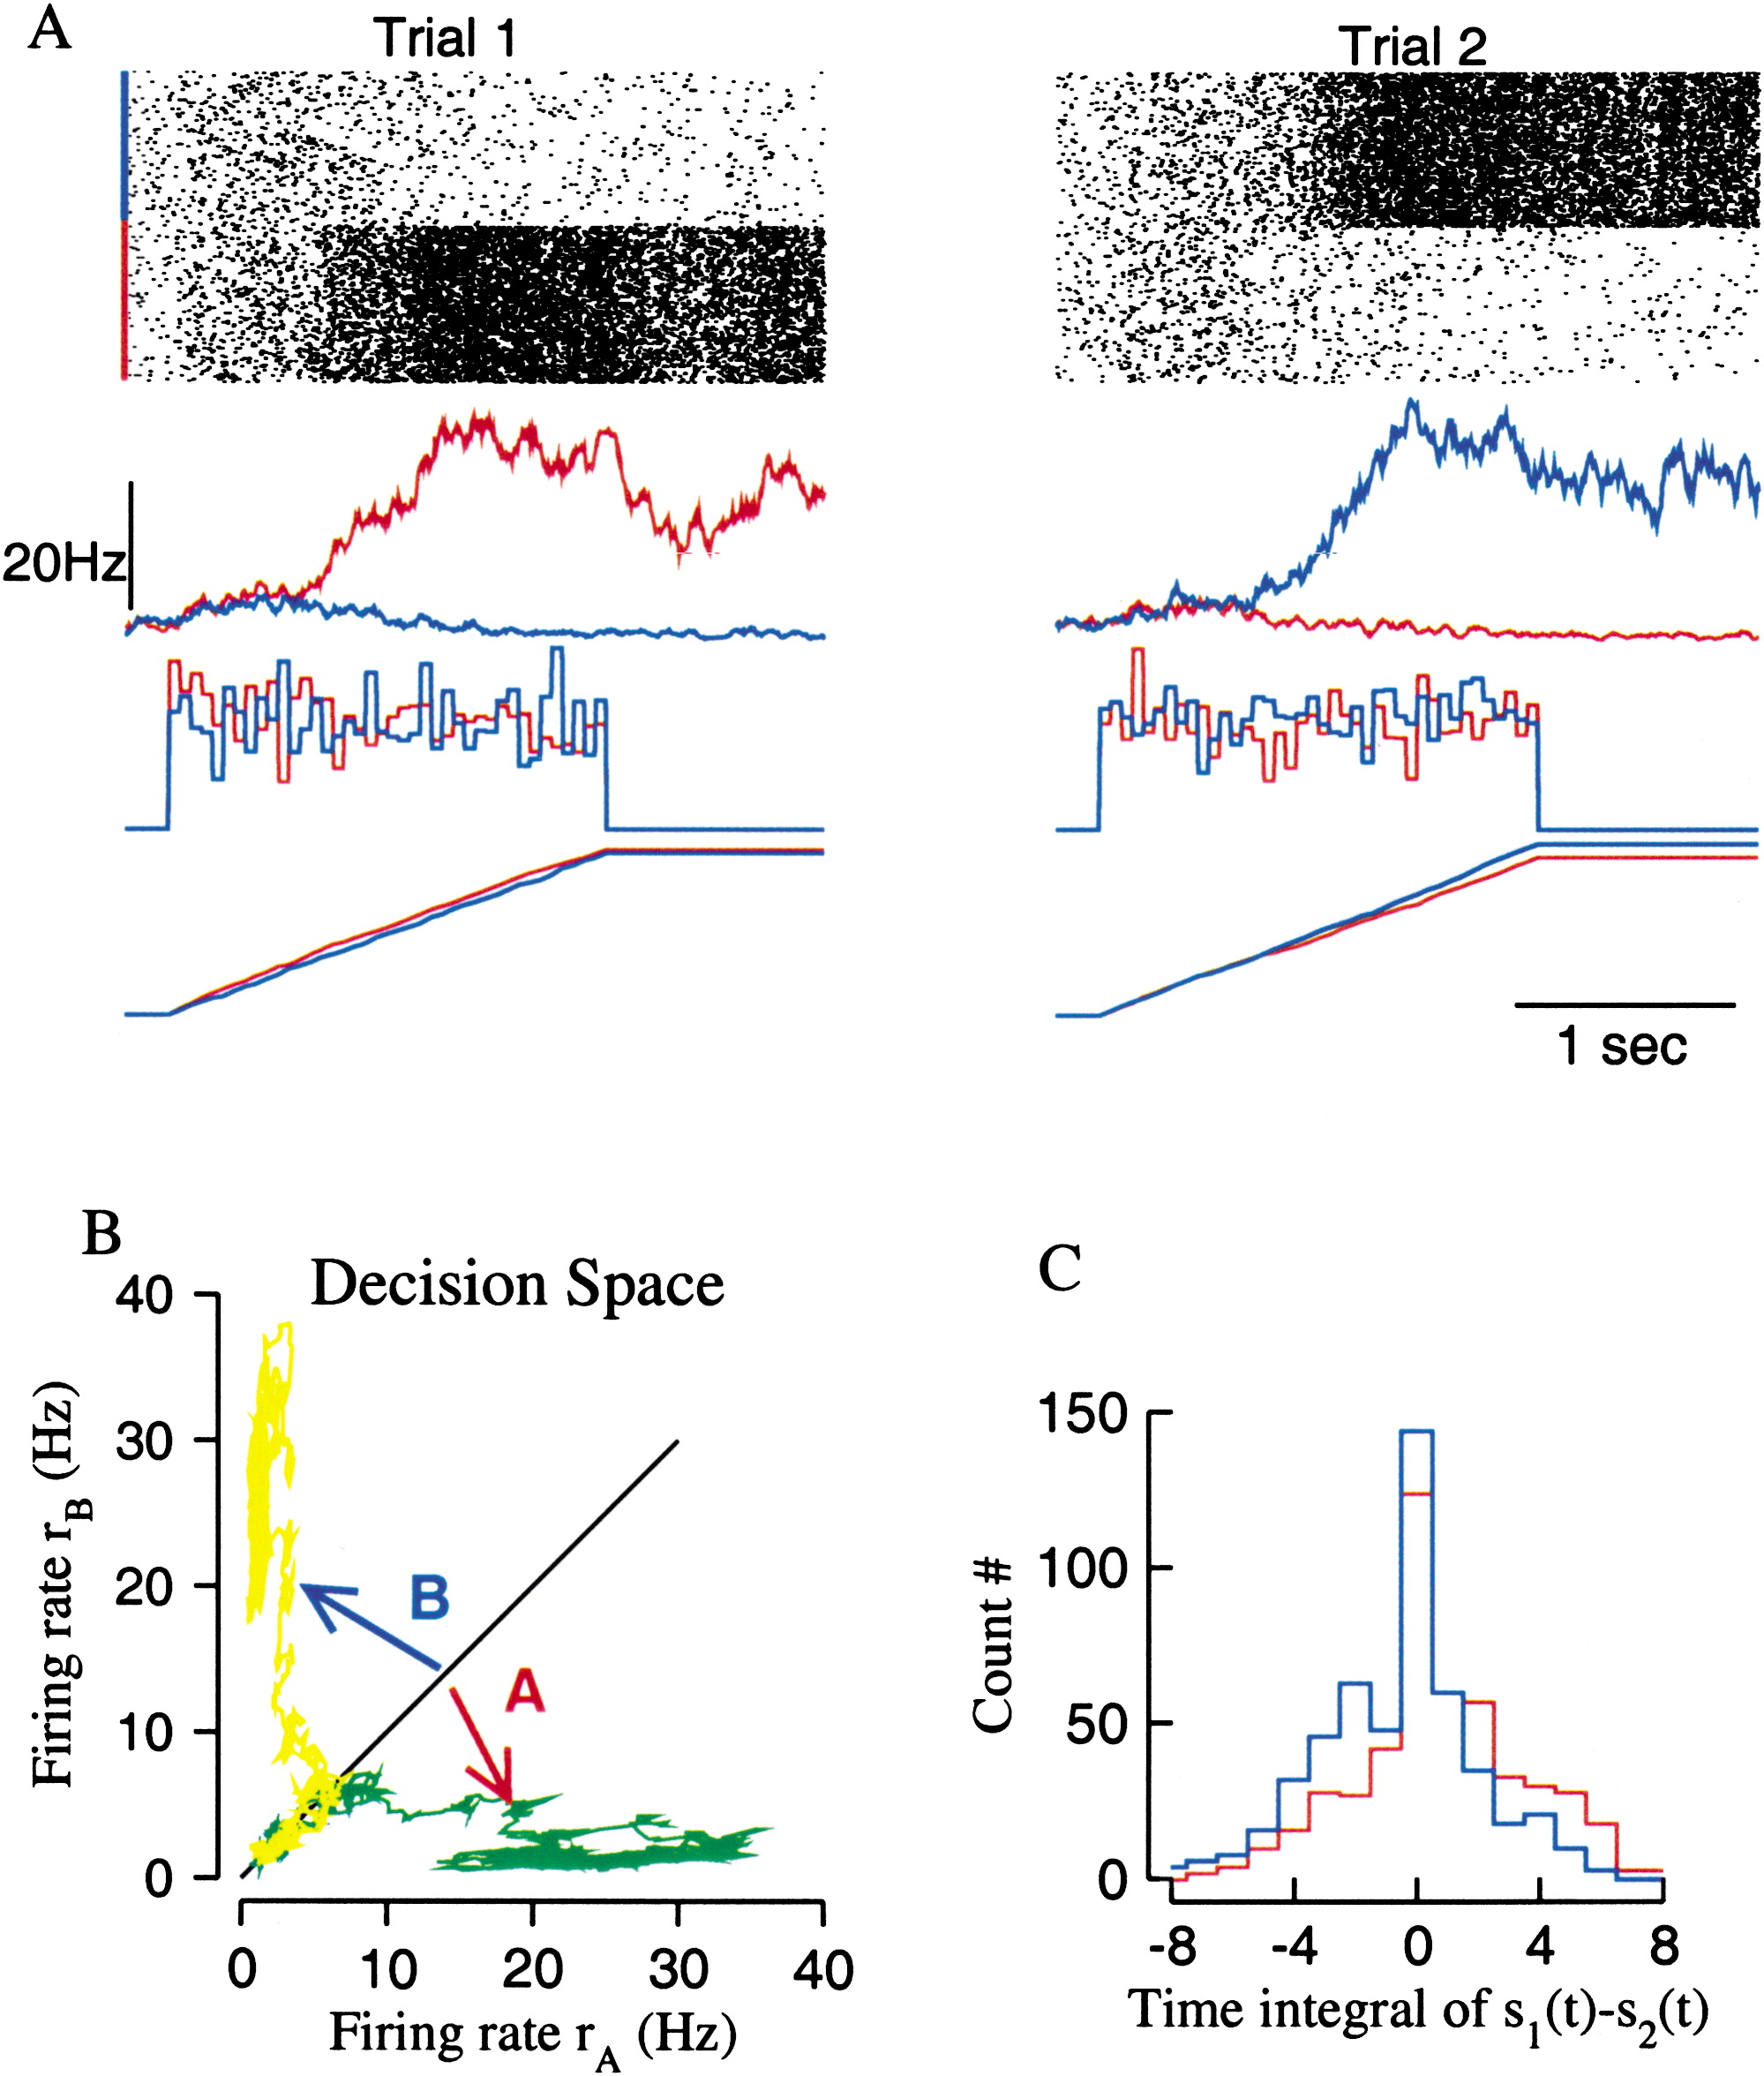 A
Trial 1
Trial 2
20Hz
1 sec
B
Decision Space
40
30
20
10
0
Firing rate r_B (Hz)
B
A
0 10 20 30 40
Firing rate r_A (Hz)
C
150
100
50
0
Count #
-8 -4 0 4 8
Time integral of s_1(t)-s_2(t)